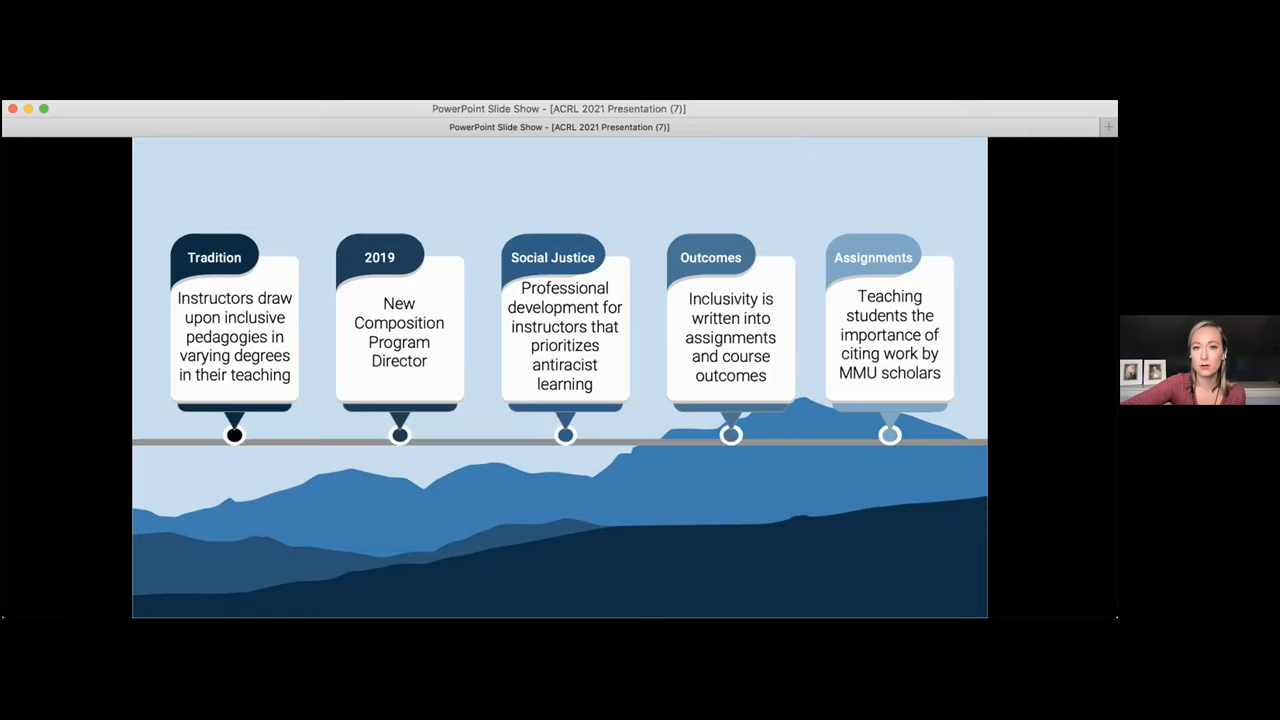 PowerPoint Slide Show - [ACRL 2021 Presentation (7)]
PowerPoint Slide Show - [ACRL 2021 Presentation (7)]
Tradition
Instructors draw
upon inclusive
pedagogies in
varying degrees
in their teaching
2019
New
Composition
Program
Director
Social Justice
Professional
development for
instructors that
prioritizes
antiracist
learning
Outcomes
Inclusivity is
written into
assignments
and course
outcomes
Assignments
Teaching
students the
importance of
citing work by
MMU scholars